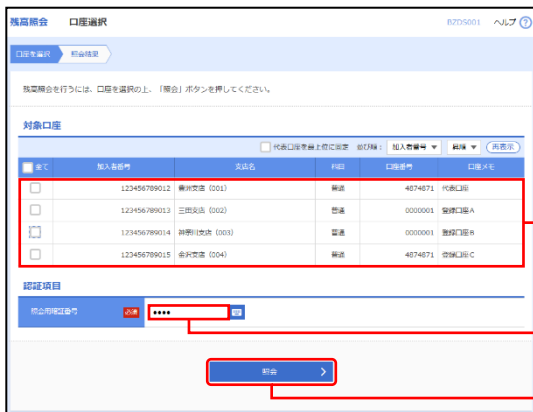 残高照会 口座選択 BZDS001 ヘルプ ?
口座を選択 照会結果
残高照会を行うには、口座を選択の上、「照会」ボタンを押してください。
対象口座
代表口座を最上位に固定 並び順： 加入者番号 ▼ 昇順 ▼ 再表示
全て 加入者番号 支店名 科目 口座番号 口座メモ
123456789012 豊洲支店（001） 普通 4874871 代表口座
123456789013 三田支店（002） 普通 0000001 登録口座A
123456789014 神奈川支店（003） 普通 0000001 登録口座B
123456789015 金沢支店（004） 普通 4874871 登録口座C
認証項目
照会用暗証番号 必須 ●●●●
照会